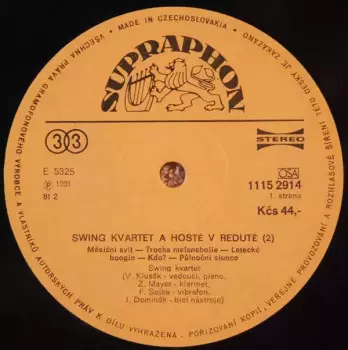 MADE IN CZECHOSLOVAKIA
SUPRAPHON
33
STEREO
E 5325
℗ 1981
Bt 2
OSA
1115 2914
1. strana
Kčs 44,-
SWING KVARTET A HOSTÉ V REDUTĚ (2)
Měsíční svit — Trocha melancholie — Letecké
boogie — Kdo? — Půlnoční slunce
Swing kvartet
(V. Klusák - vedoucí, piano,
Z. Mayer - klarinet,
F. Sojka - vibrafon,
I. Dominák - bicí nástroje)
VŠECHNA PRÁVA GRAMOFONOVÉHO VÝROBCE A VLASTNÍKŮ AUTORSKÝCH PRÁV K DÍLU VYHRAŽENA. POŘIZOVÁNÍ KOPIÍ, VEŘEJNÉ PROVOZOVÁNÍ A ROZHLASOVÉ ŠÍŘENÍ TÉTO DESKY JE ZAKÁZÁNO